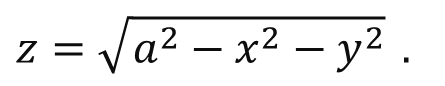 z = √(a² − x² − y²) .